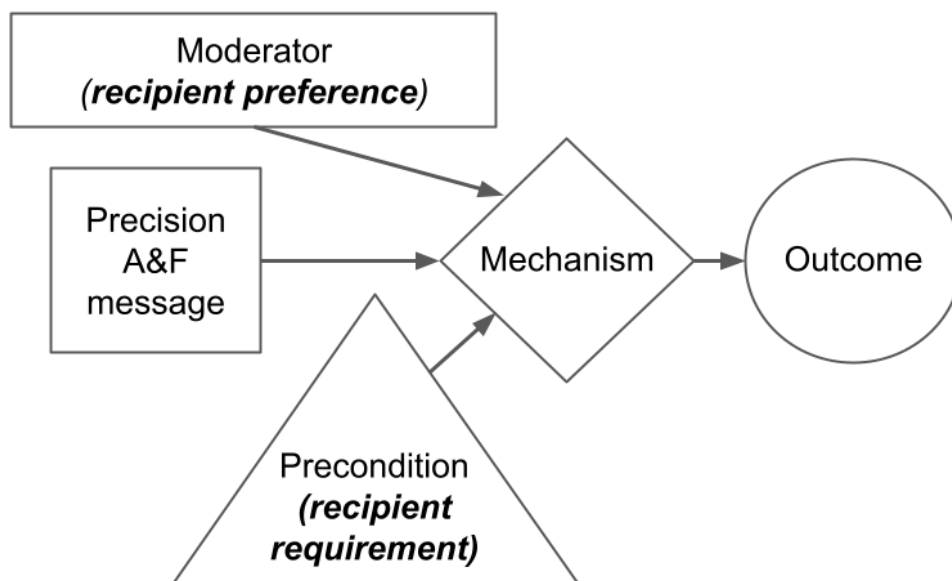 Moderator
(recipient preference)
Precision
A&F
message
Mechanism
Outcome
Precondition
(recipient
requirement)